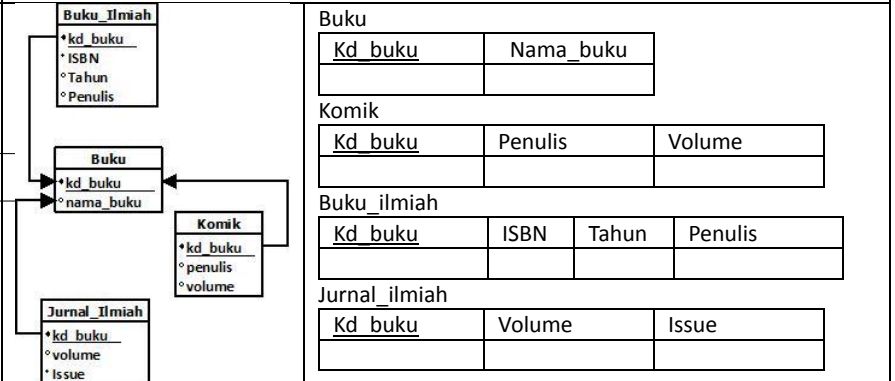 Buku_Ilmiah
kd_buku
ISBN
Tahun
Penulis
Buku
kd_buku
nama_buku
Komik
kd_buku
penulis
volume
Jurnal_Ilmiah
kd_buku
volume
Issue
Buku
Kd_buku Nama_buku
Komik
Kd_buku Penulis Volume
Buku_ilmiah
Kd_buku ISBN Tahun Penulis
Jurnal_ilmiah
Kd_buku Volume Issue